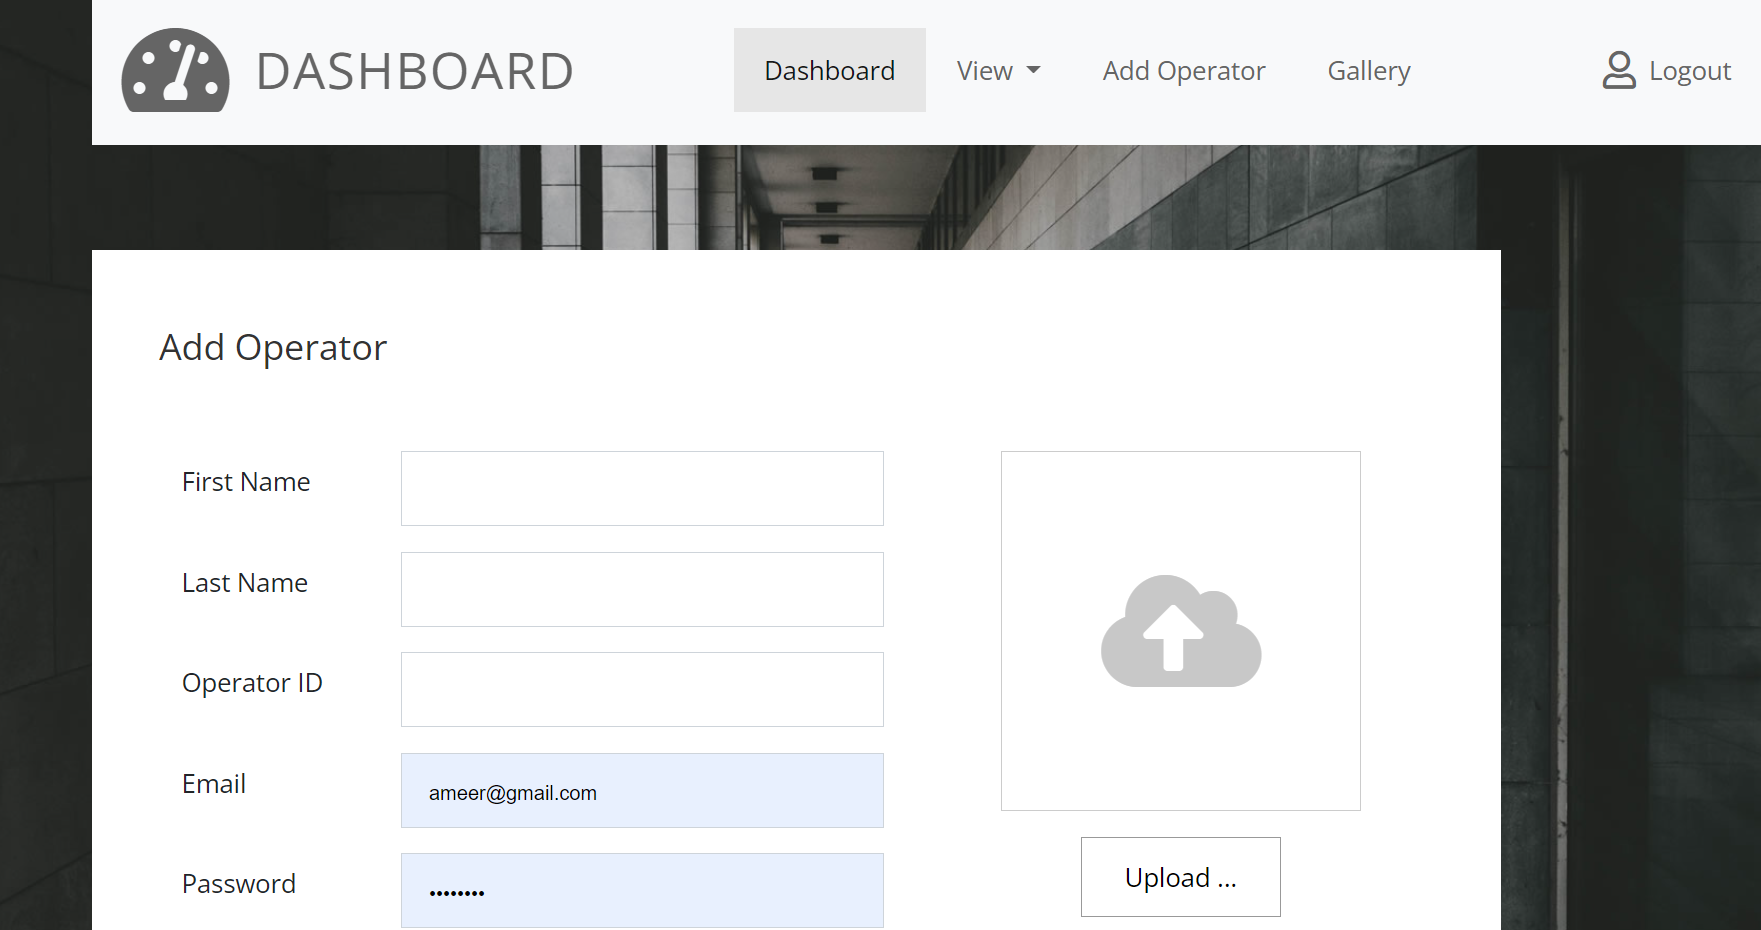 DASHBOARD
Dashboard View Add Operator Gallery Logout
Add Operator
First Name
Last Name
Operator ID
Email
ameer@gmail.com
Password
••••••••
Upload ...